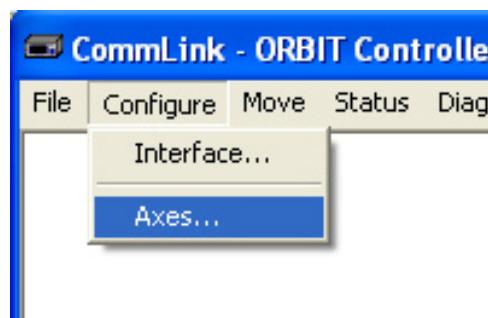 CommLink - ORBIT Controlle
File Configure Move Status Diag
Interface...
Axes...